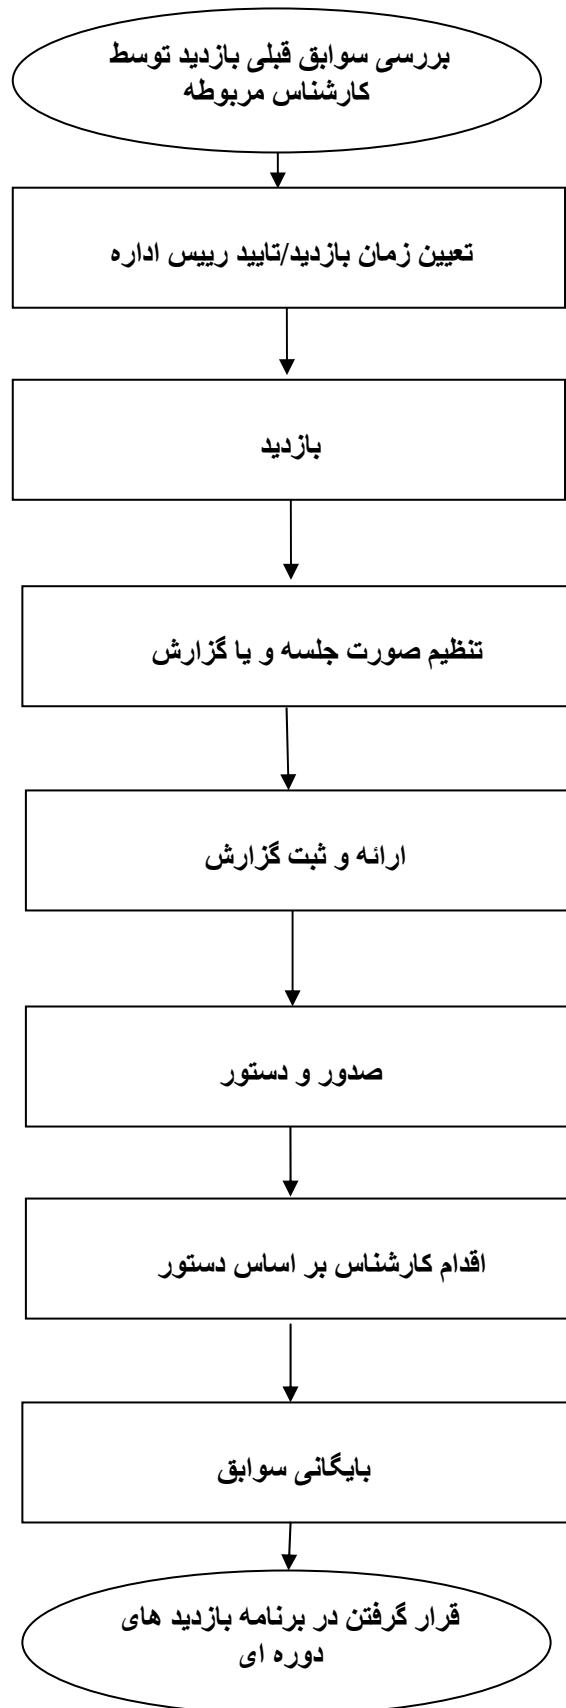 بررسی سوابق قبلی بازدید توسط
کارشناس مربوطه
تعیین زمان بازدید/تایید رییس اداره
بازدید
تنظیم صورت جلسه و یا گزارش
ارائه و ثبت گزارش
صدور و دستور
اقدام کارشناس بر اساس دستور
بایگانی سوابق
قرار گرفتن در برنامه بازدید های
دوره ای